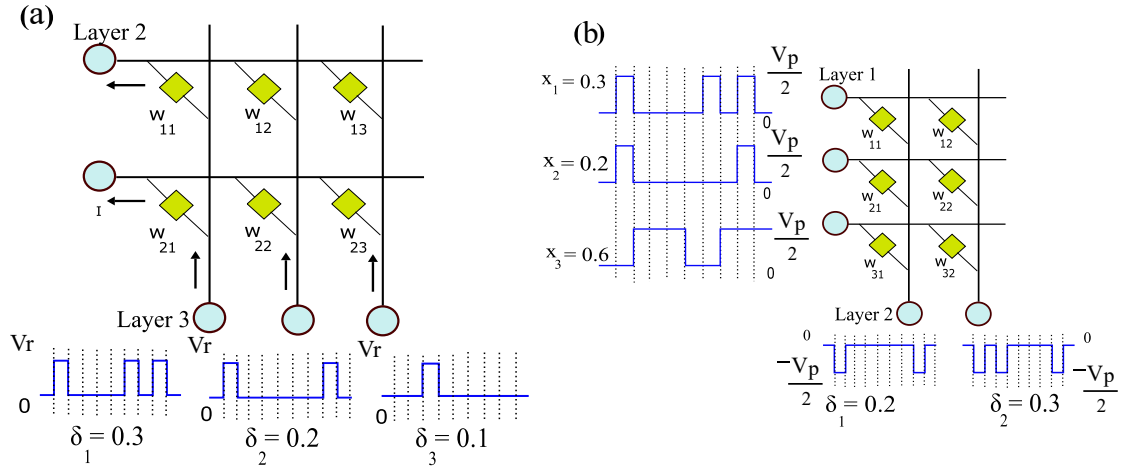 (a)
Layer 2
w11 w12 w13
I
w21 w22 w23
Layer 3
Vr Vr Vr
0 0 0
δ1 = 0.3 δ2 = 0.2 δ3 = 0.1
(b)
x1 = 0.3 Vp/2 0
x2 = 0.2 Vp/2 0
x3 = 0.6 Vp/2 0
Layer 1
w11 w12
w21 w22
w31 w32
Layer 2
0 0
−Vp/2 −Vp/2
δ1 = 0.2 δ2 = 0.3